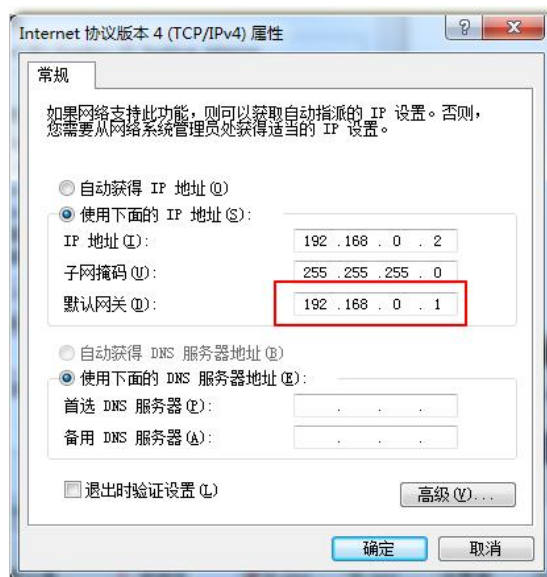 Internet 协议版本 4 (TCP/IPv4) 属性
常规
如果网络支持此功能，则可以获取自动指派的 IP 设置。否则，
您需要从网络系统管理员处获得适当的 IP 设置。
自动获得 IP 地址(O)
使用下面的 IP 地址(S):
IP 地址(I): 192 .168 . 0 . 2
子网掩码(U): 255 .255 .255 . 0
默认网关(D): 192 .168 . 0 . 1
自动获得 DNS 服务器地址(B)
使用下面的 DNS 服务器地址(E):
首选 DNS 服务器(P): . . .
备用 DNS 服务器(A): . . .
退出时验证设置(L)
高级(V)...
确定 取消